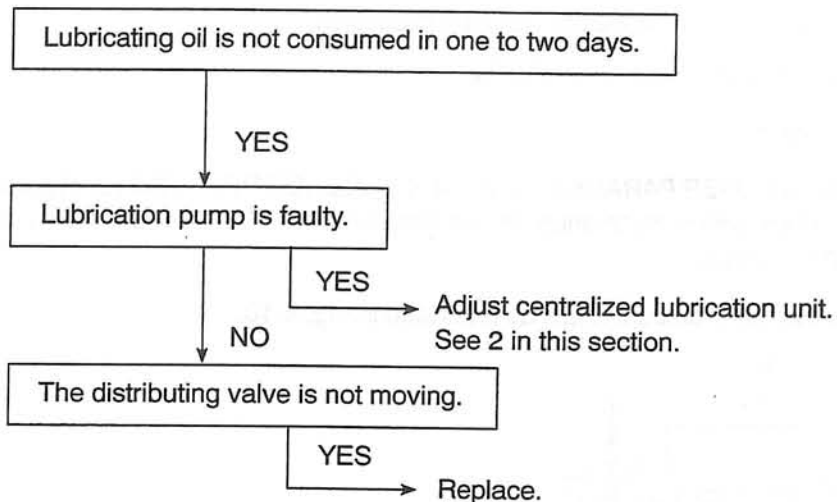 Lubricating oil is not consumed in one to two days.
YES
Lubrication pump is faulty.
YES
Adjust centralized lubrication unit.
See 2 in this section.
NO
The distributing valve is not moving.
YES
Replace.